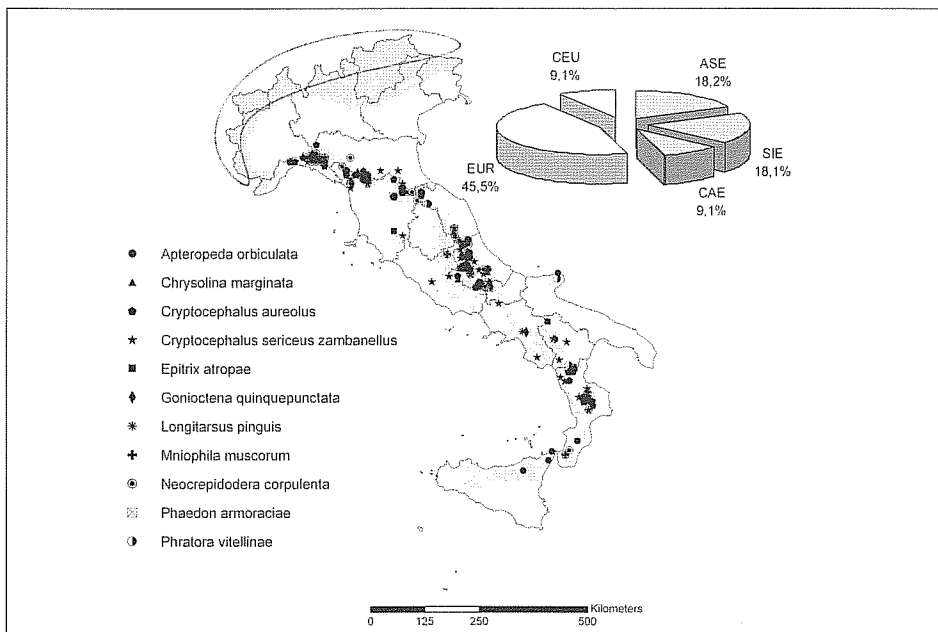 CEU
9,1%
ASE
18,2%
EUR
45,5%
SIE
18,1%
CAE
9,1%
Apteropeda orbiculata
Chrysolina marginata
Cryptocephalus aureolus
Cryptocephalus sericeus zambanellus
Epitrix atropae
Gonioctena quinquepunctata
Longitarsus pinguis
Mniophila muscorum
Neocrepidodera corpulenta
Phaedon armoraciae
Phratora vitellinae
Kilometers
0 125 250 500